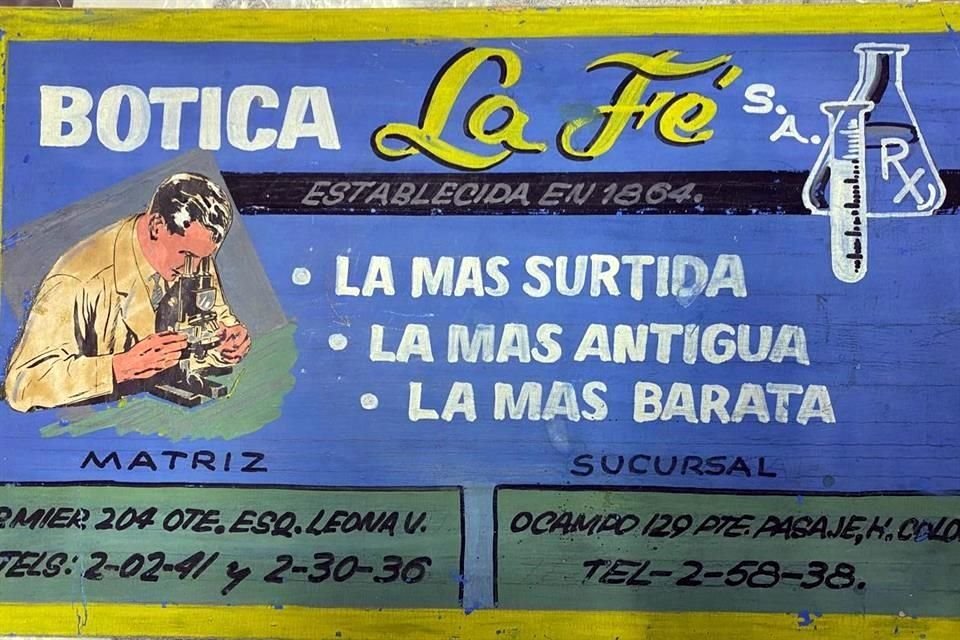 BOTICA La Fé S.A.
ESTABLECIDA EN 1864.
RX
• LA MAS SURTIDA
• LA MAS ANTIGUA
• LA MAS BARATA
MATRIZ
RMIER 204 OTE. ESQ. LEONA V.
TELS: 2-02-41 y 2-30-36
SUCURSAL
OCAMPO 129 PTE. PASAJE, H. COLO
TEL-2-58-38.